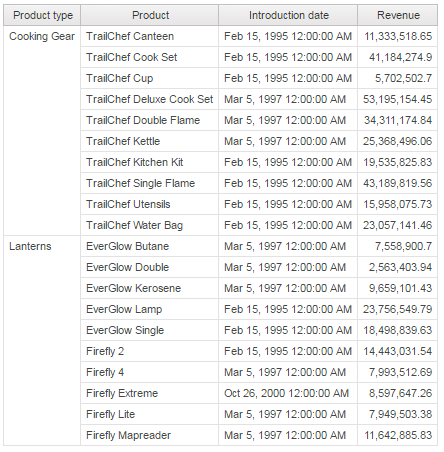 Product type Product Introduction date Revenue
Cooking Gear TrailChef Canteen Feb 15, 1995 12:00:00 AM 11,333,518.65
TrailChef Cook Set Feb 15, 1995 12:00:00 AM 41,184,274.9
TrailChef Cup Feb 15, 1995 12:00:00 AM 5,702,502.7
TrailChef Deluxe Cook Set Mar 5, 1997 12:00:00 AM 53,195,154.45
TrailChef Double Flame Mar 5, 1997 12:00:00 AM 34,311,174.84
TrailChef Kettle Mar 5, 1997 12:00:00 AM 25,368,496.06
TrailChef Kitchen Kit Feb 15, 1995 12:00:00 AM 19,535,825.83
TrailChef Single Flame Feb 15, 1995 12:00:00 AM 43,189,819.56
TrailChef Utensils Feb 15, 1995 12:00:00 AM 15,958,075.73
TrailChef Water Bag Feb 15, 1995 12:00:00 AM 23,057,141.46
Lanterns EverGlow Butane Mar 5, 1997 12:00:00 AM 7,558,900.7
EverGlow Double Mar 5, 1997 12:00:00 AM 2,563,403.94
EverGlow Kerosene Mar 5, 1997 12:00:00 AM 9,659,101.43
EverGlow Lamp Feb 15, 1995 12:00:00 AM 23,756,549.79
EverGlow Single Feb 15, 1995 12:00:00 AM 18,498,839.63
Firefly 2 Feb 15, 1995 12:00:00 AM 14,443,031.54
Firefly 4 Mar 5, 1997 12:00:00 AM 7,993,512.69
Firefly Extreme Oct 26, 2000 12:00:00 AM 8,597,647.26
Firefly Lite Mar 5, 1997 12:00:00 AM 7,949,503.38
Firefly Mapreader Mar 5, 1997 12:00:00 AM 11,642,885.83